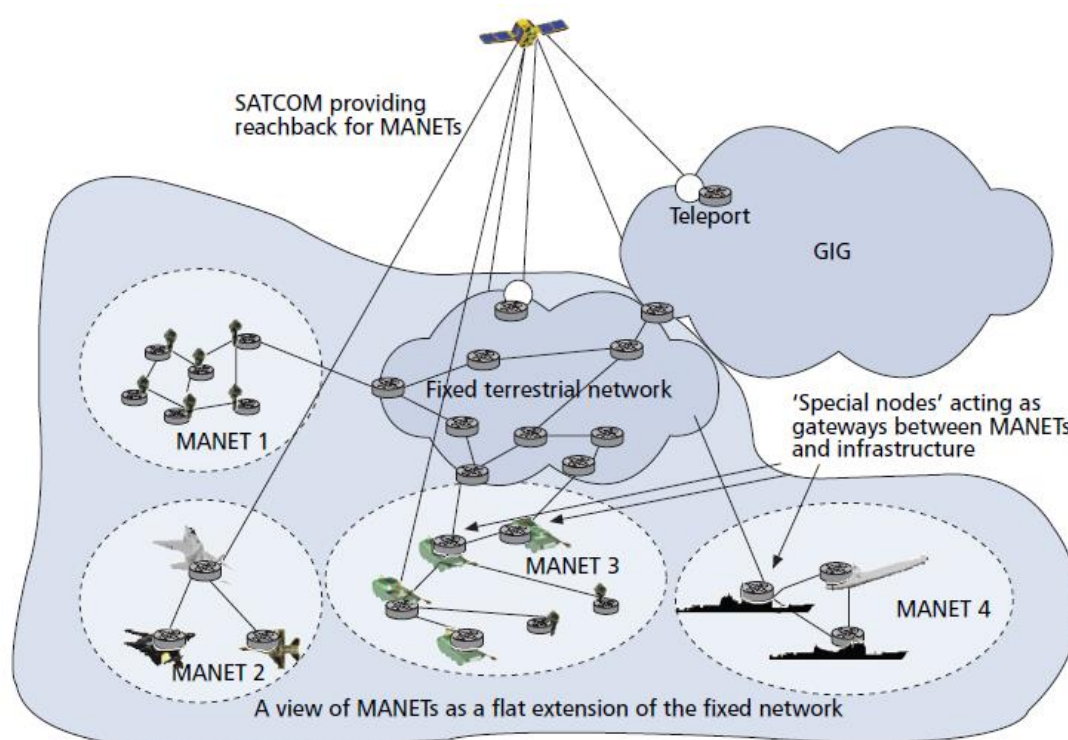 SATCOM providing
reachback for MANETs
Teleport
GIG
Fixed terrestrial network
'Special nodes' acting as
gateways between MANETs
and infrastructure
MANET 1
MANET 3
MANET 4
MANET 2
A view of MANETs as a flat extension of the fixed network